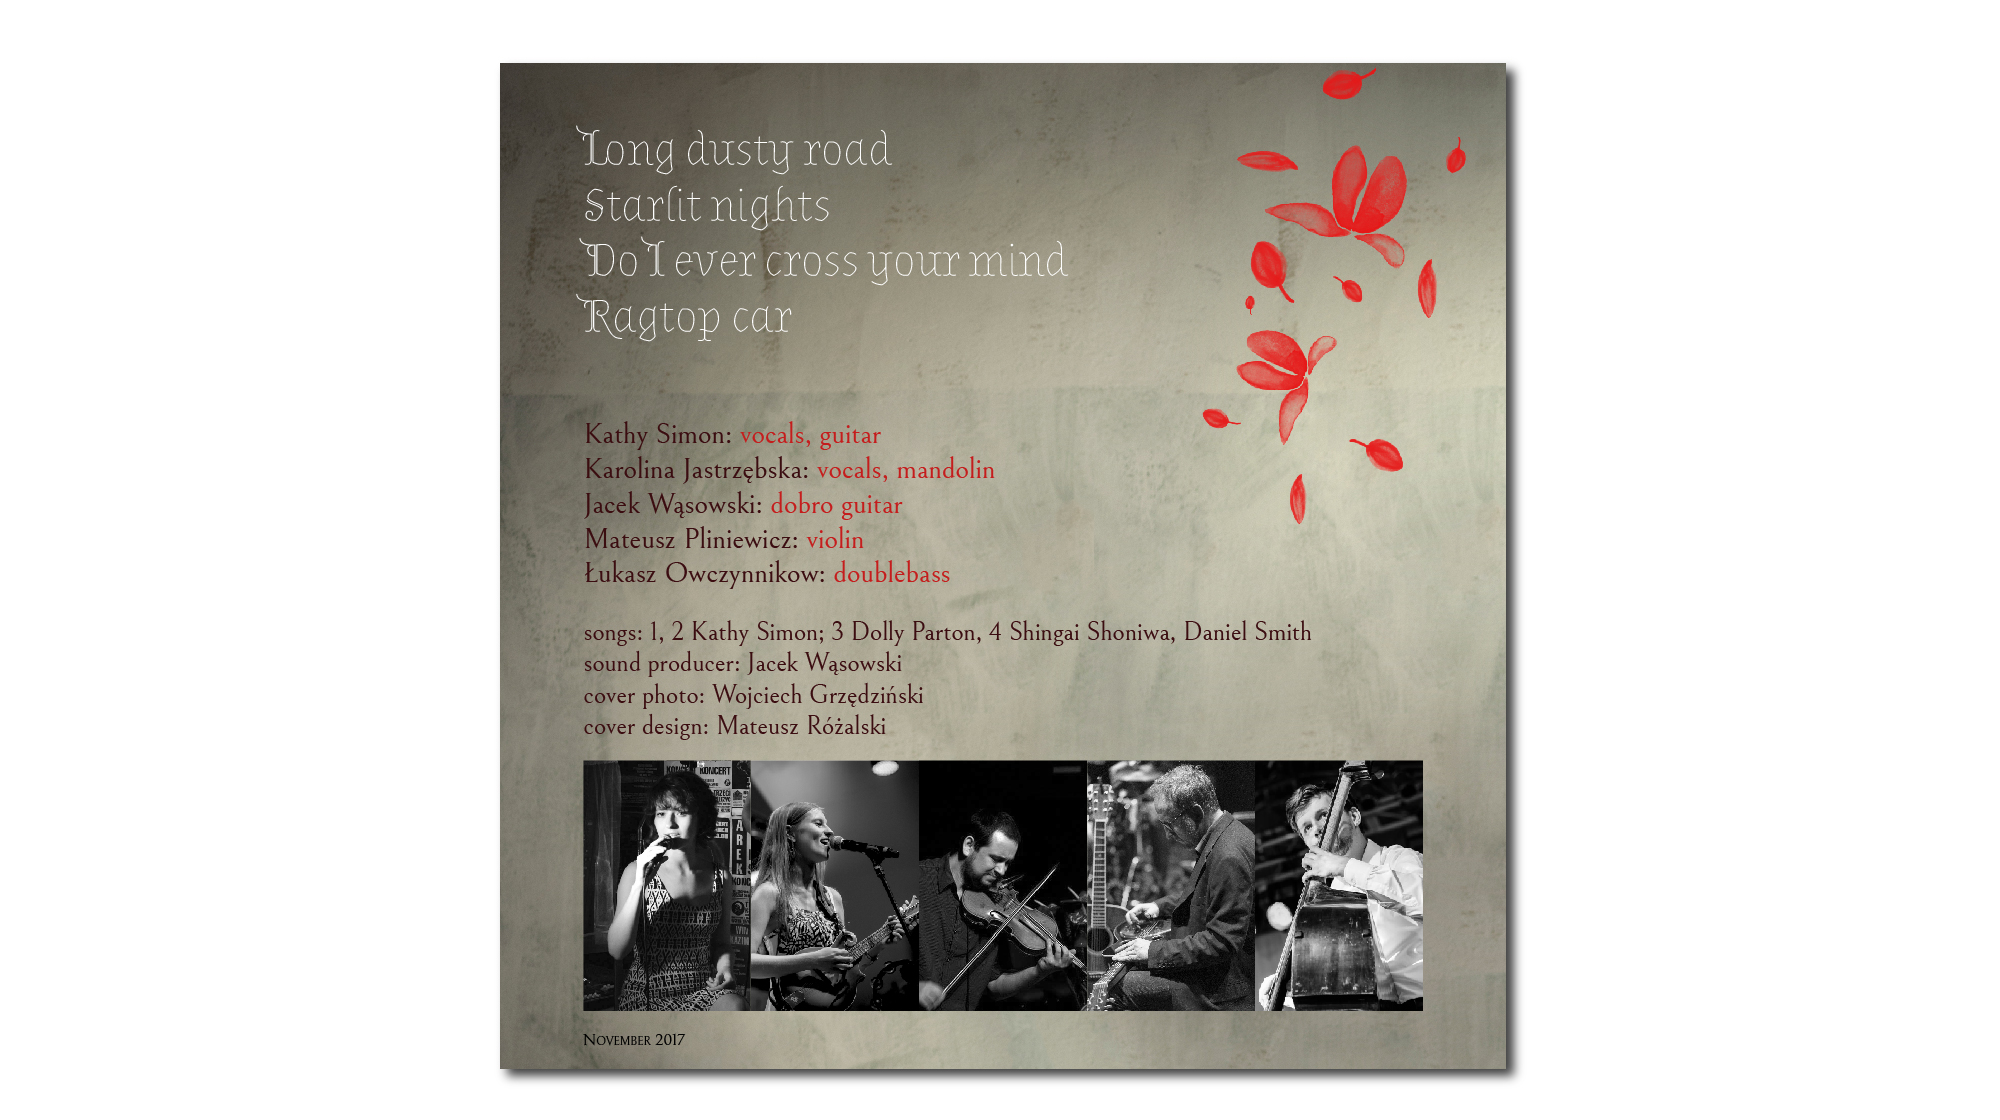 Long dusty road
Starlit nights
Do I ever cross your mind
Ragtop car
Kathy Simon: vocals, guitar
Karolina Jastrzębska: vocals, mandolin
Jacek Wąsowski: dobro guitar
Mateusz Pliniewicz: violin
Łukasz Owczynnikow: doublebass
songs: 1, 2 Kathy Simon; 3 Dolly Parton, 4 Shingai Shoniwa, Daniel Smith
sound producer: Jacek Wąsowski
cover photo: Wojciech Grzędziński
cover design: Mateusz Różalski
KONCERT KONCERT
AREK
November 2017